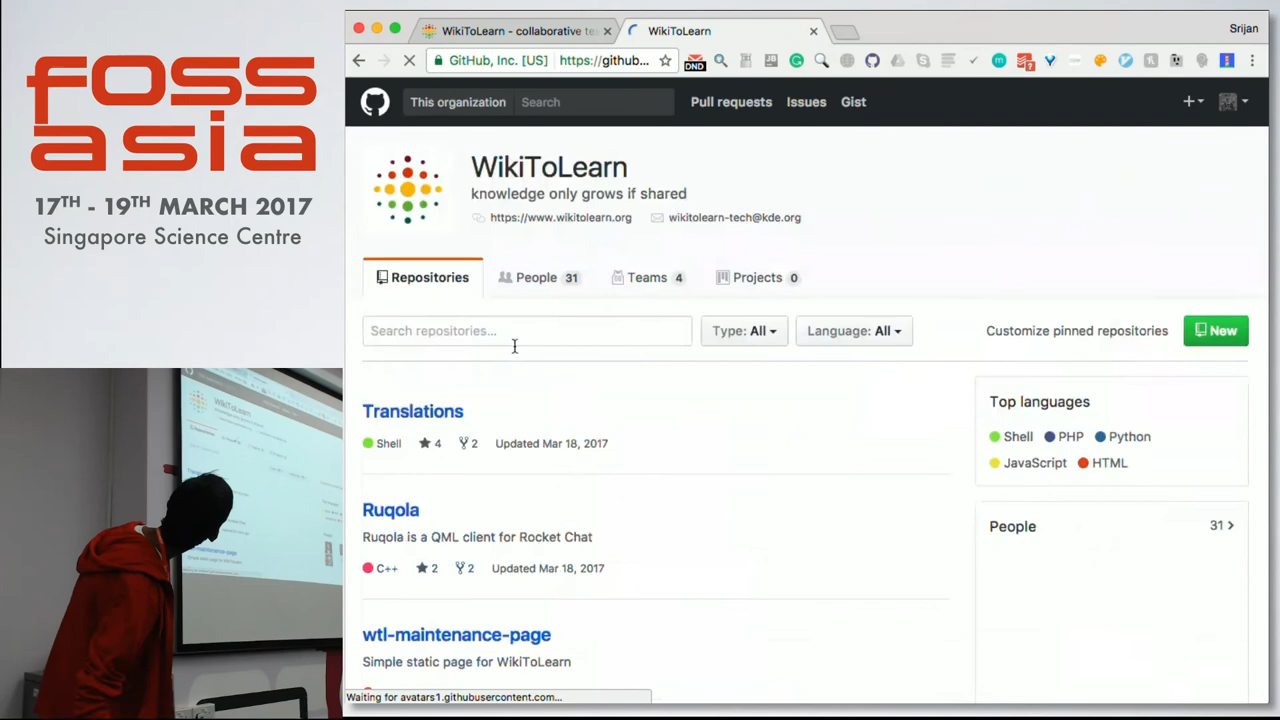 foss
asia
17TH - 19TH MARCH 2017
Singapore Science Centre
WikiToLearn - collaborative te
WikiToLearn
Srijan
GitHub, Inc. [US] https://github...
DND
This organization Search Pull requests Issues Gist
WikiToLearn
knowledge only grows if shared
https://www.wikitolearn.org wikitolearn-tech@kde.org
Repositories People 31 Teams 4 Projects 0
Search repositories... Type: All Language: All Customize pinned repositories New
Translations
Shell 4 2 Updated Mar 18, 2017
Ruqola
Ruqola is a QML client for Rocket Chat
C++ 2 2 Updated Mar 18, 2017
wtl-maintenance-page
Simple static page for WikiToLearn
Top languages
Shell PHP Python
JavaScript HTML
People 31
Waiting for avatars1.githubusercontent.com...
WikiToLearn